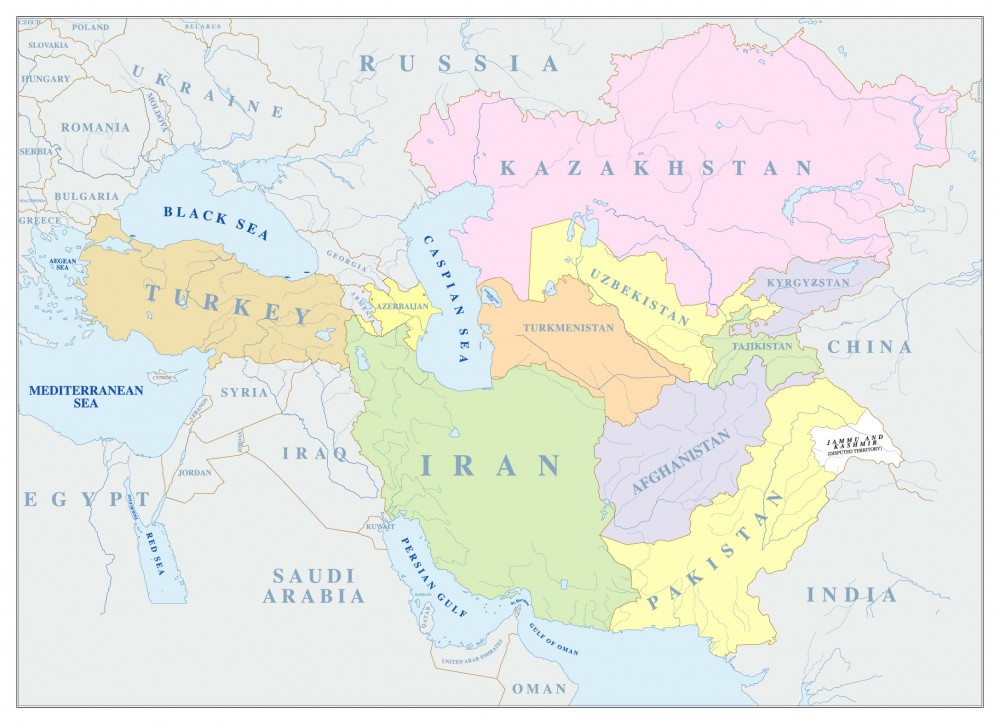 CZECH
POLAND
BELARUS
SLOVAKIA
RUSSIA
HUNGARY
UKRAINE
MOLDOVA
ROMANIA
SERBIA
KAZAKHSTAN
BULGARIA
MACEDONIA
GREECE
BLACK SEA
AEGEAN
SEA
GEORGIA
CASPIAN SEA
UZBEKISTAN
KYRGYZSTAN
TURKEY
ARMENIA
AZERBAIJAN
TURKMENISTAN
TAJIKISTAN
CHINA
CYPRUS
MEDITERRANEAN
SEA
SYRIA
LEBANON
IRAQ
IRAN
AFGHANISTAN
JAMMU AND
KASHMIR
(DISPUTED TERRITORY)
JORDAN
EGYPT
PAKISTAN
KUWAIT
RED SEA
PERSIAN GULF
SAUDI
ARABIA
INDIA
BAHRAIN
QATAR
GULF OF OMAN
UNITED ARAB EMIRATES
OMAN